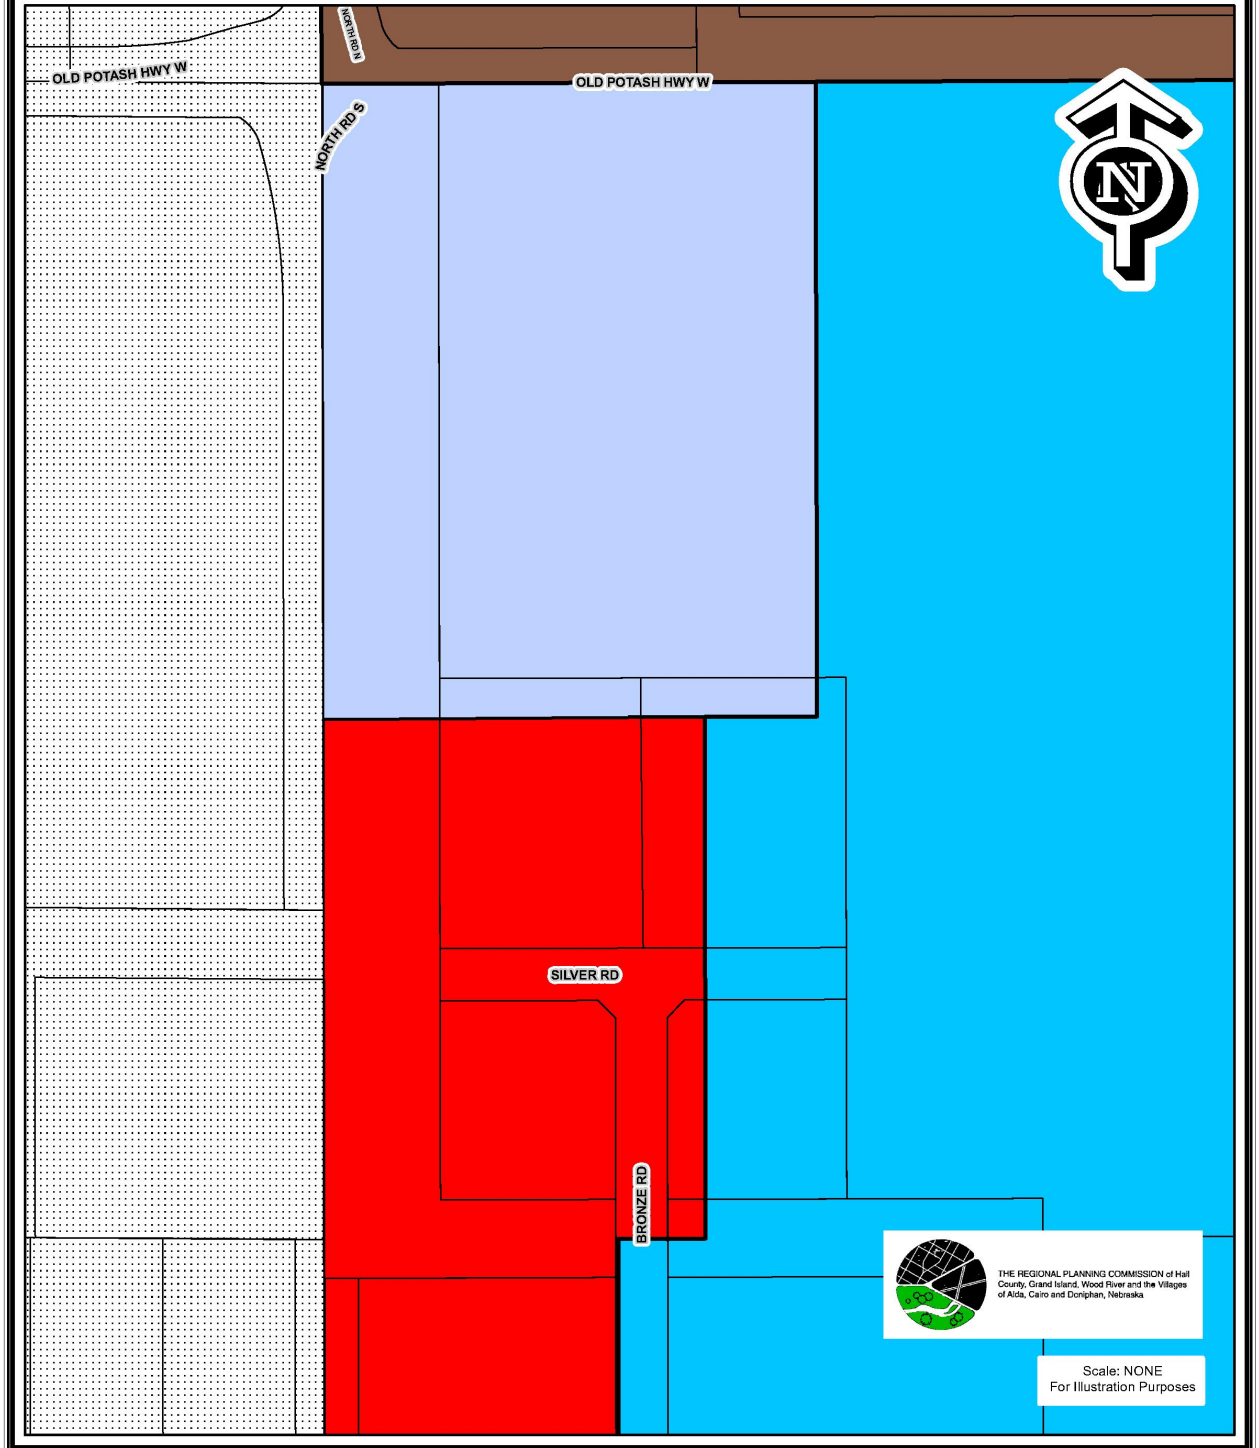 NORTH RD N
OLD POTASH HWY W
OLD POTASH HWY W
NORTH RD S
N
SILVER RD
BRONZE RD
THE REGIONAL PLANNING COMMISSION of Hall
County, Grand Island, Wood River and the Villages
of Alda, Cairo and Doniphan, Nebraska
Scale: NONE
For Illustration Purposes